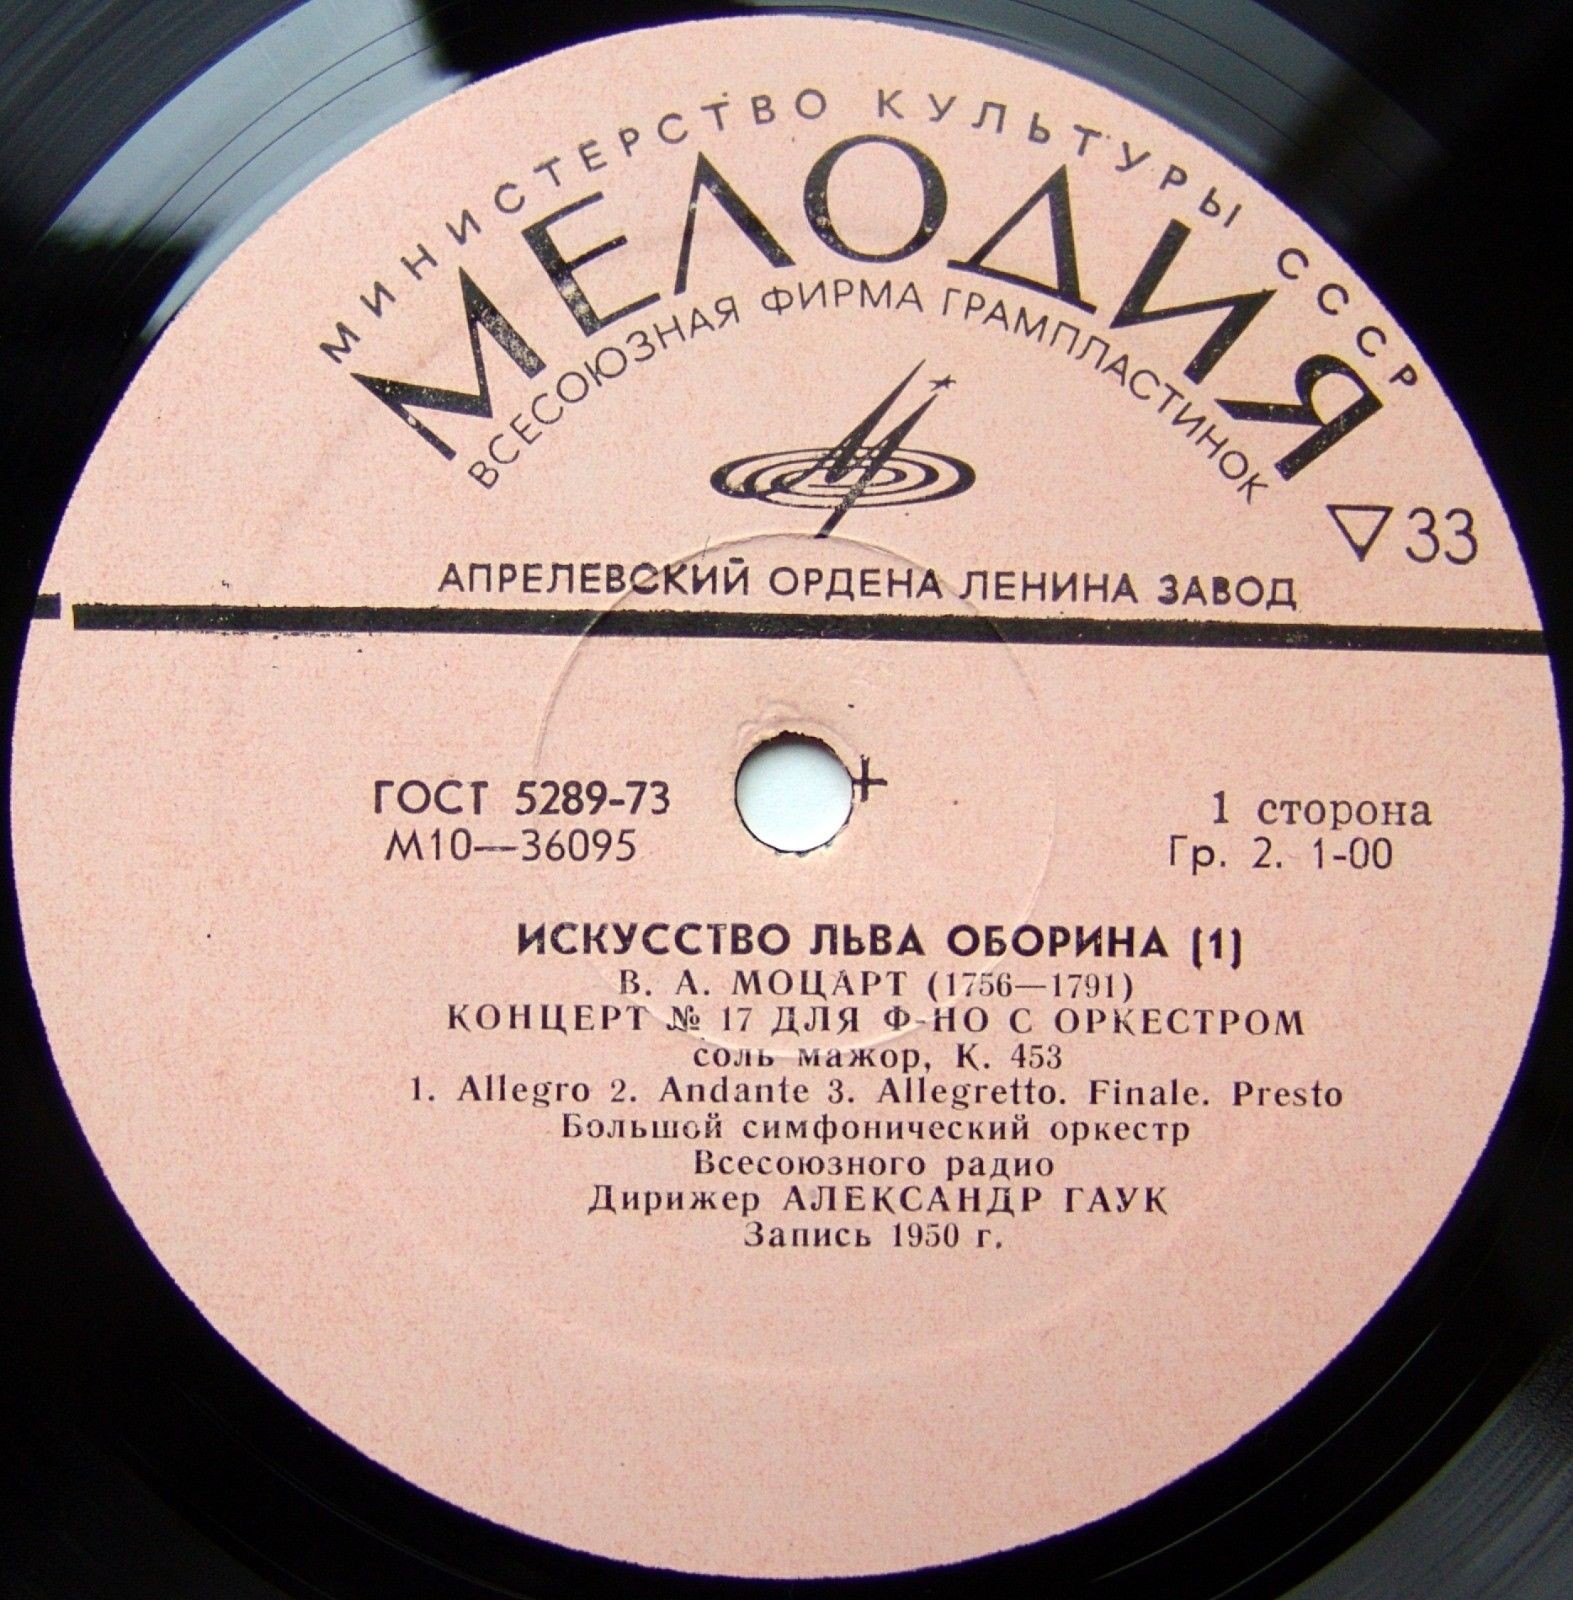 МИНИСТЕРСТВО КУЛЬТУРЫ СССР
МЕЛОДИЯ
ВСЕСОЮЗНАЯ ФИРМА ГРАМПЛАСТИНОК
33
АПРЕЛЕВСКИЙ ОРДЕНА ЛЕНИНА ЗАВОД
ГОСТ 5289-73
М10—36095
1 сторона
Гр. 2. 1-00
ИСКУССТВО ЛЬВА ОБОРИНА (1)
В. А. МОЦАРТ (1756—1791)
КОНЦЕРТ № 17 ДЛЯ Ф-НО С ОРКЕСТРОМ
соль мажор, К. 453
1. Allegro 2. Andante 3. Allegretto. Finale. Presto
Большой симфонический оркестр
Всесоюзного радио
Дирижер АЛЕКСАНДР ГАУК
Запись 1950 г.